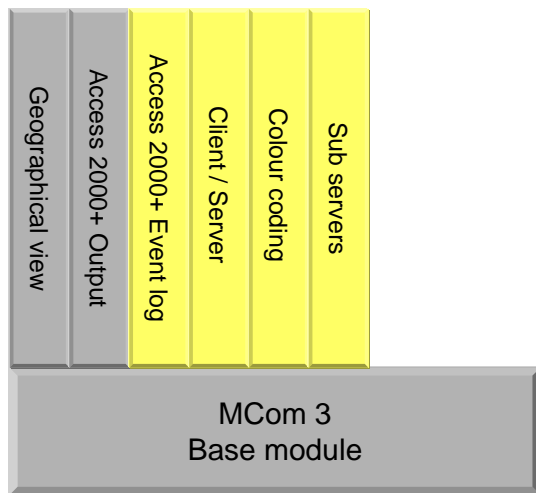 Geographical view
Access 2000+ Output
Access 2000+ Event log
Client / Server
Colour coding
Sub servers
MCom 3
Base module